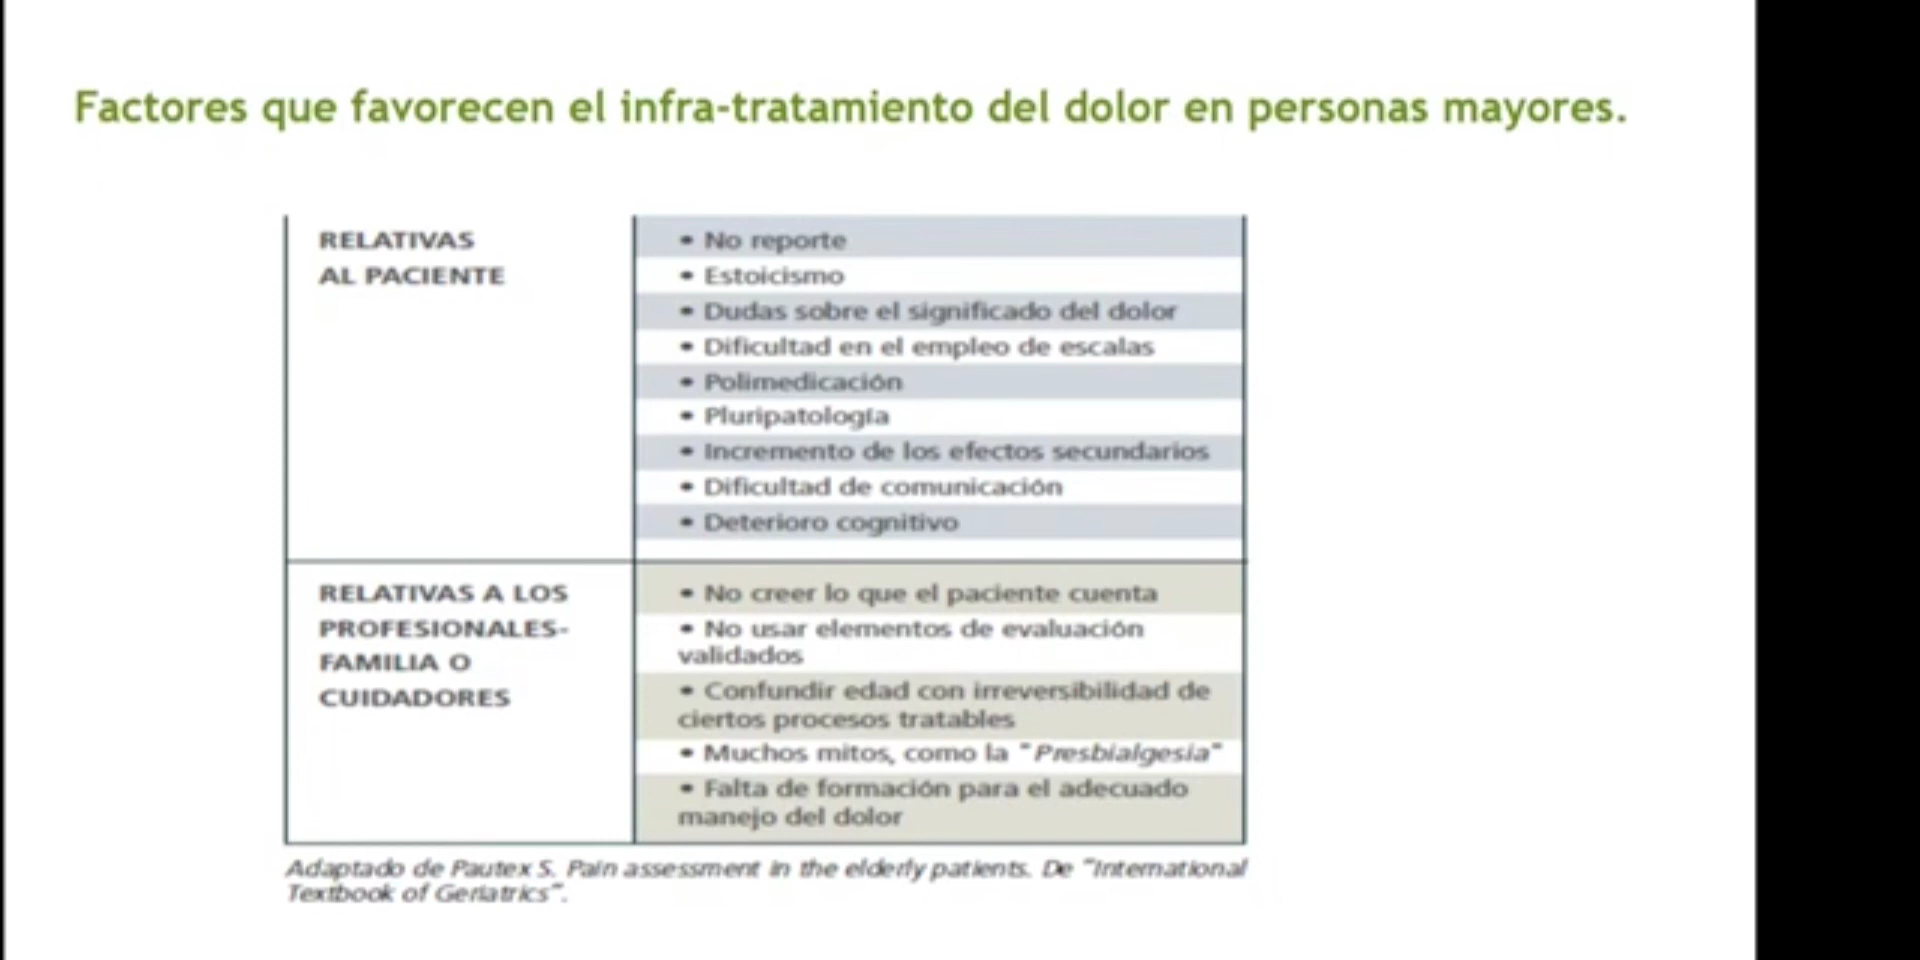 Factores que favorecen el infra-tratamiento del dolor en personas mayores.
RELATIVAS
AL PACIENTE
• No reporte
• Estoicismo
• Dudas sobre el significado del dolor
• Dificultad en el empleo de escalas
• Polimedicación
• Pluripatología
• Incremento de los efectos secundarios
• Dificultad de comunicación
• Deterioro cognitivo
RELATIVAS A LOS
PROFESIONALES-
FAMILIA O
CUIDADORES
• No creer lo que el paciente cuenta
• No usar elementos de evaluación
validados
• Confundir edad con irreversibilidad de
ciertos procesos tratables
• Muchos mitos, como la "Presbialgesia"
• Falta de formación para el adecuado
manejo del dolor
Adaptado de Pautex S. Pain assessment in the elderly patients. De "International
Textbook of Geriatrics".